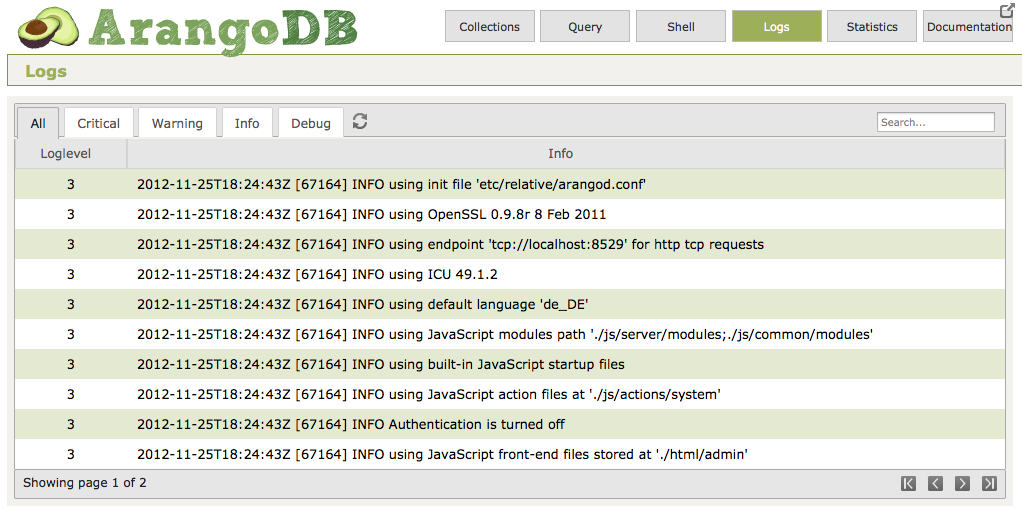 ArangoDB
Collections Query Shell Logs Statistics Documentation
Logs
All Critical Warning Info Debug Search...
Loglevel Info
3 2012-11-25T18:24:43Z [67164] INFO using init file 'etc/relative/arangod.conf'
3 2012-11-25T18:24:43Z [67164] INFO using OpenSSL 0.9.8r 8 Feb 2011
3 2012-11-25T18:24:43Z [67164] INFO using endpoint 'tcp://localhost:8529' for http tcp requests
3 2012-11-25T18:24:43Z [67164] INFO using ICU 49.1.2
3 2012-11-25T18:24:43Z [67164] INFO using default language 'de_DE'
3 2012-11-25T18:24:43Z [67164] INFO using JavaScript modules path './js/server/modules;./js/common/modules'
3 2012-11-25T18:24:43Z [67164] INFO using built-in JavaScript startup files
3 2012-11-25T18:24:43Z [67164] INFO using JavaScript action files at './js/actions/system'
3 2012-11-25T18:24:43Z [67164] INFO Authentication is turned off
3 2012-11-25T18:24:43Z [67164] INFO using JavaScript front-end files stored at './html/admin'
Showing page 1 of 2